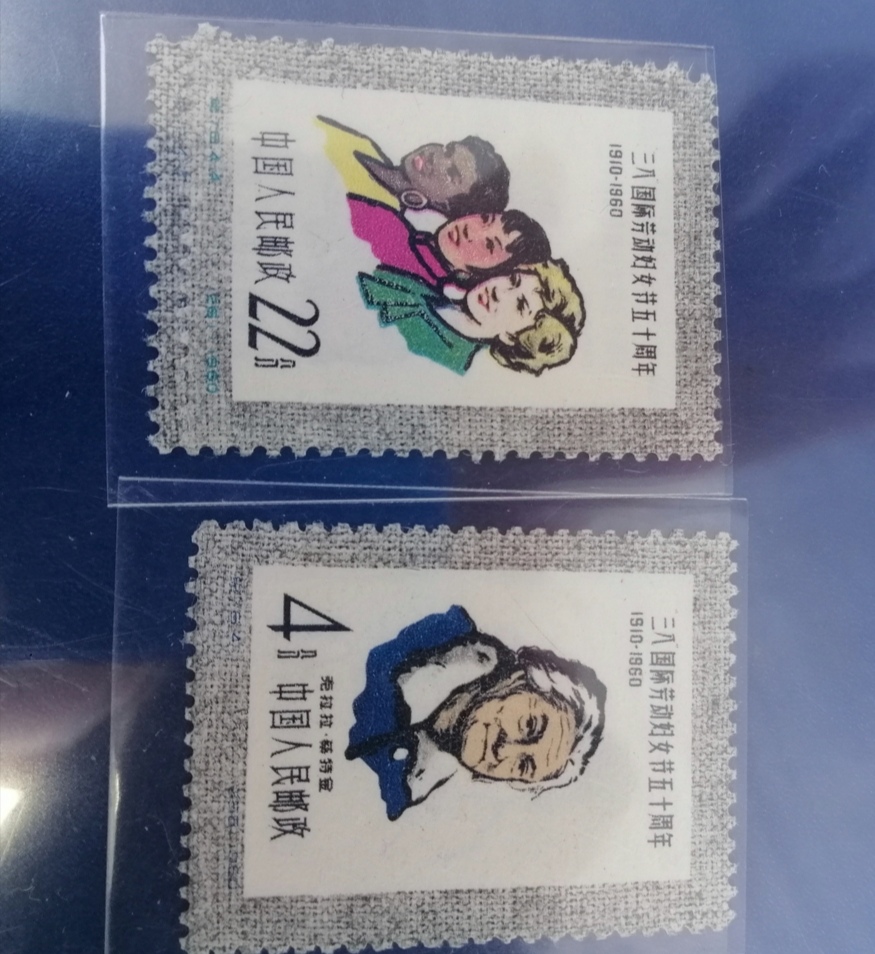 "三八"国际劳动妇女节五十周年
1910-1960
中国人民邮政 22分
1960
"三八"国际劳动妇女节五十周年
1910-1960
克拉拉·蔡特金
4分 中国人民邮政